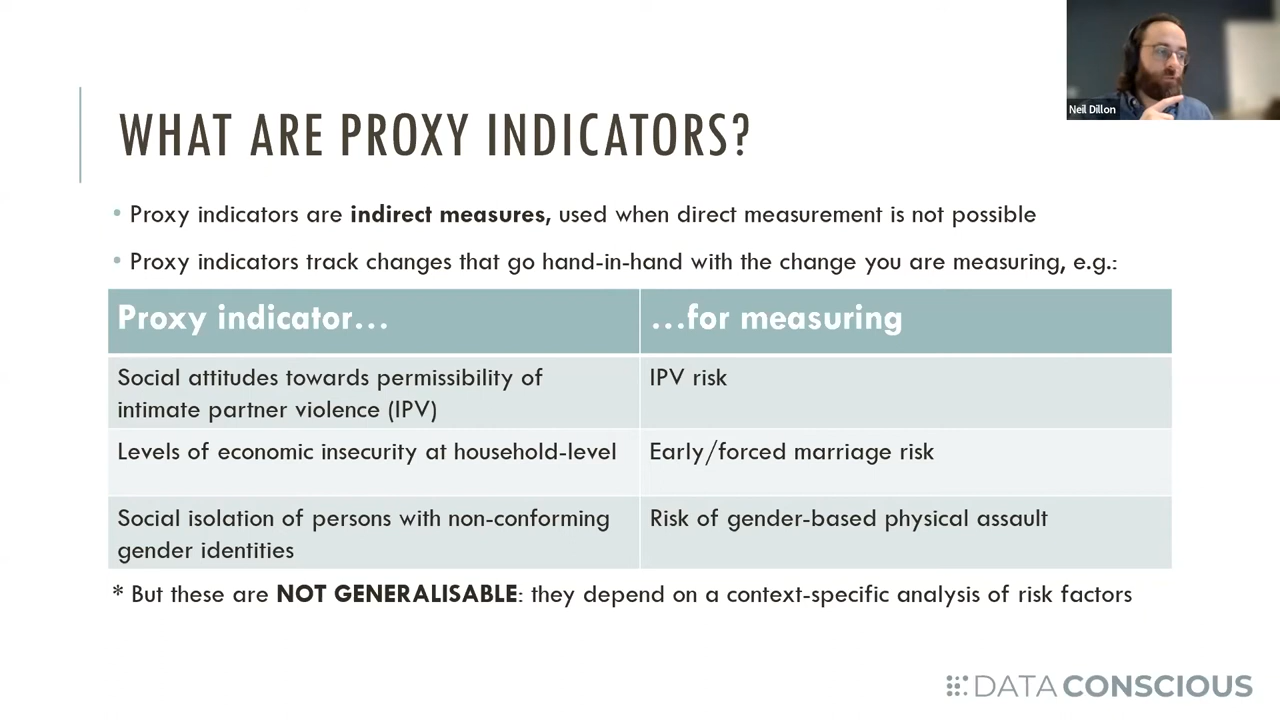 Neil Dillon
WHAT ARE PROXY INDICATORS?
• Proxy indicators are indirect measures, used when direct measurement is not possible
• Proxy indicators track changes that go hand-in-hand with the change you are measuring, e.g.:
Proxy indicator…
…for measuring
Social attitudes towards permissibility of
intimate partner violence (IPV)
IPV risk
Levels of economic insecurity at household-level
Early/forced marriage risk
Social isolation of persons with non-conforming
gender identities
Risk of gender-based physical assault
* But these are NOT GENERALISABLE: they depend on a context-specific analysis of risk factors
DATA CONSCIOUS